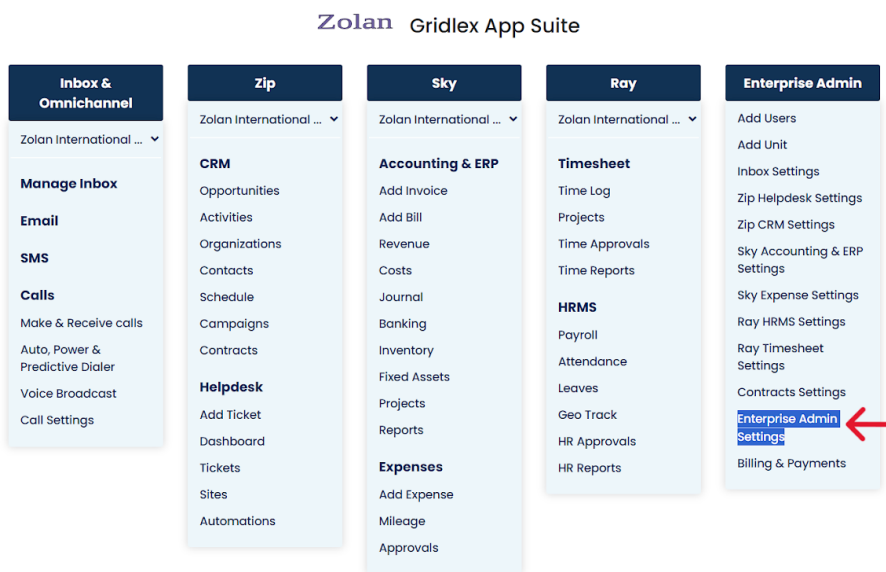 Zolan Gridlex App Suite
Inbox &
Omnichannel
Zolan International ...
Manage Inbox
Email
SMS
Calls
Make & Receive calls
Auto, Power &
Predictive Dialer
Voice Broadcast
Call Settings
Zip
Zolan International ...
CRM
Opportunities
Activities
Organizations
Contacts
Schedule
Campaigns
Contracts
Helpdesk
Add Ticket
Dashboard
Tickets
Sites
Automations
Sky
Zolan International ...
Accounting & ERP
Add Invoice
Add Bill
Revenue
Costs
Journal
Banking
Inventory
Fixed Assets
Projects
Reports
Expenses
Add Expense
Mileage
Approvals
Ray
Zolan International ...
Timesheet
Time Log
Projects
Time Approvals
Time Reports
HRMS
Payroll
Attendance
Leaves
Geo Track
HR Approvals
HR Reports
Enterprise Admin
Add Users
Add Unit
Inbox Settings
Zip Helpdesk Settings
Zip CRM Settings
Sky Accounting & ERP
Settings
Sky Expense Settings
Ray HRMS Settings
Ray Timesheet
Settings
Contracts Settings
Enterprise Admin
Settings
Billing & Payments